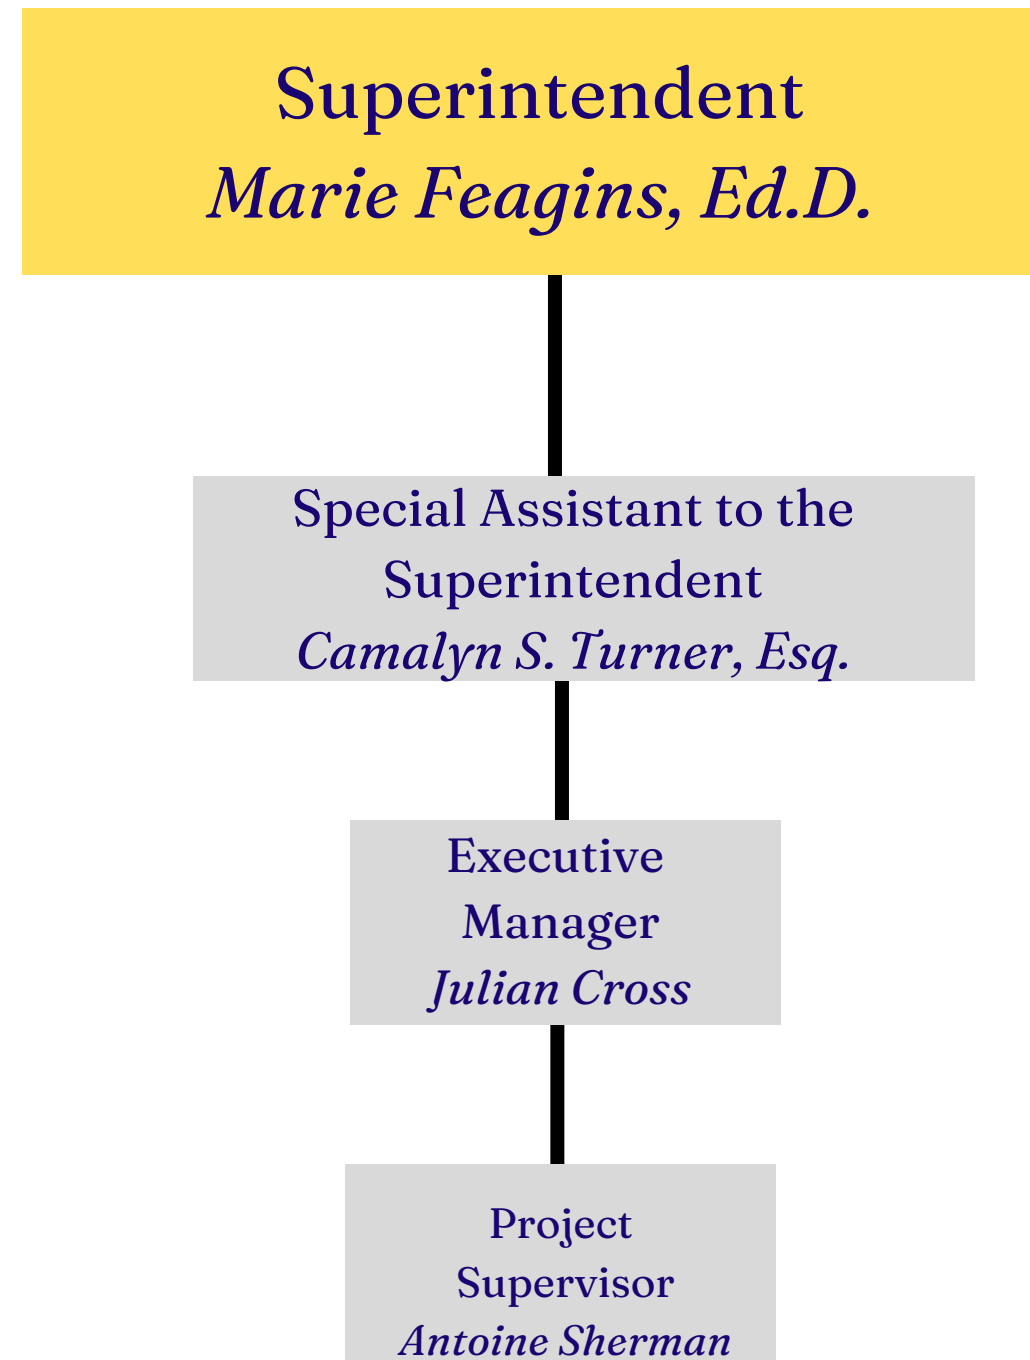 Superintendent
Marie Feagins, Ed.D.
Special Assistant to the
Superintendent
Camalyn S. Turner, Esq.
Executive
Manager
Julian Cross
Project
Supervisor
Antoine Sherman